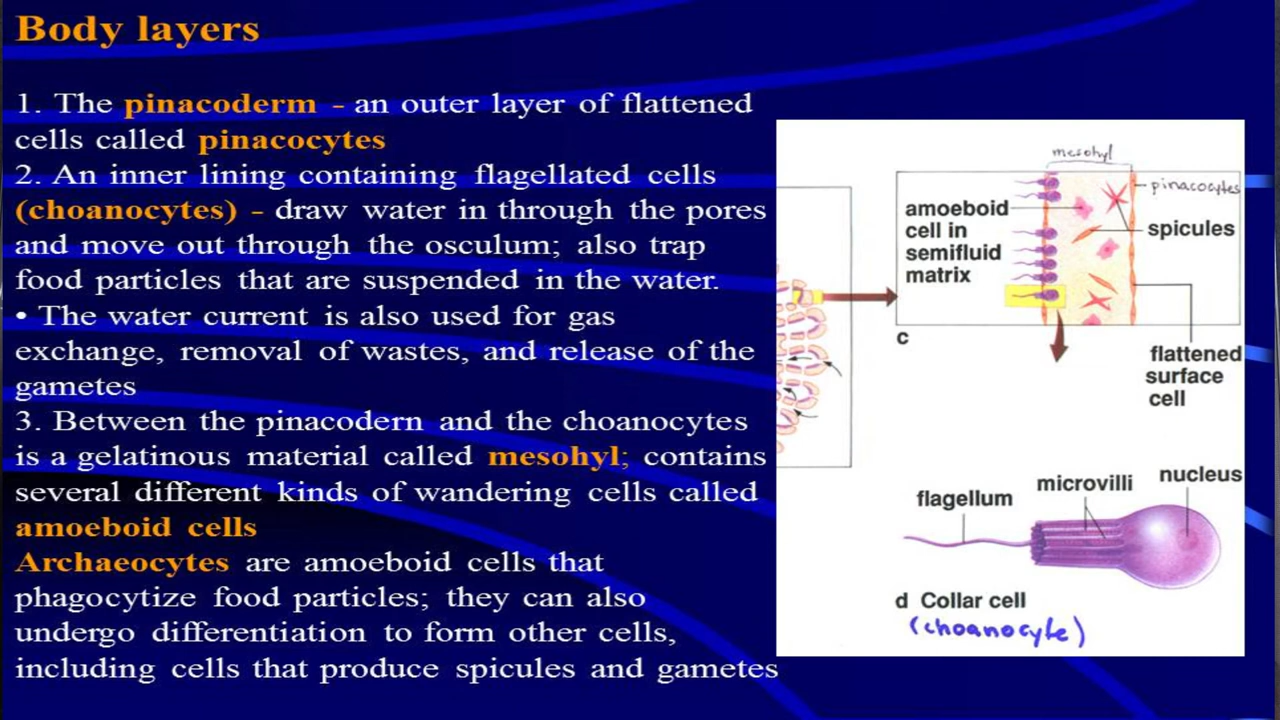 Body layers
1. The pinacoderm - an outer layer of flattened
cells called pinacocytes
2. An inner lining containing flagellated cells
(choanocytes) - draw water in through the pores
and move out through the osculum; also trap
food particles that are suspended in the water.
• The water current is also used for gas
exchange, removal of wastes, and release of the
gametes
3. Between the pinacodern and the choanocytes
is a gelatinous material called mesohyl; contains
several different kinds of wandering cells called
amoeboid cells
Archaeocytes are amoeboid cells that
phagocytize food particles; they can also
undergo differentiation to form other cells,
including cells that produce spicules and gametes
mesohyl
pinacocytes
amoeboid
cell in
semifluid
matrix
spicules
c
flattened
surface
cell
flagellum
microvilli
nucleus
d Collar cell
(choanocyte)